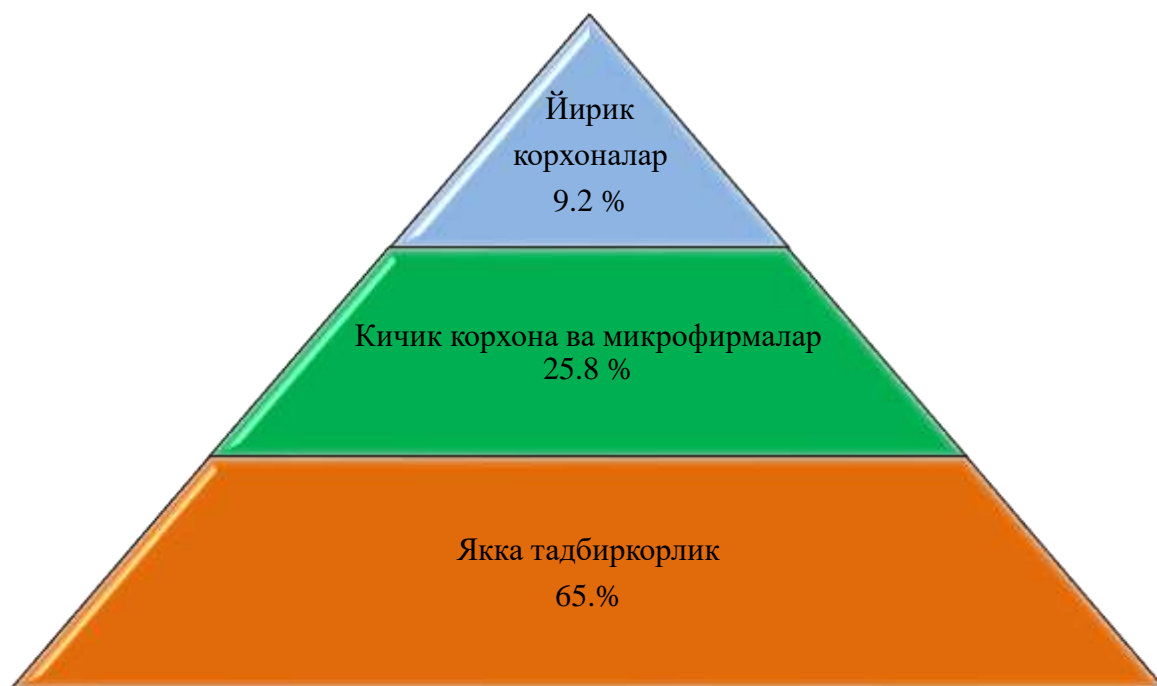 Йирик
корхоналар
9.2 %
Кичик корхона ва микрофирмалар
25.8 %
Якка тадбиркорлик
65.%